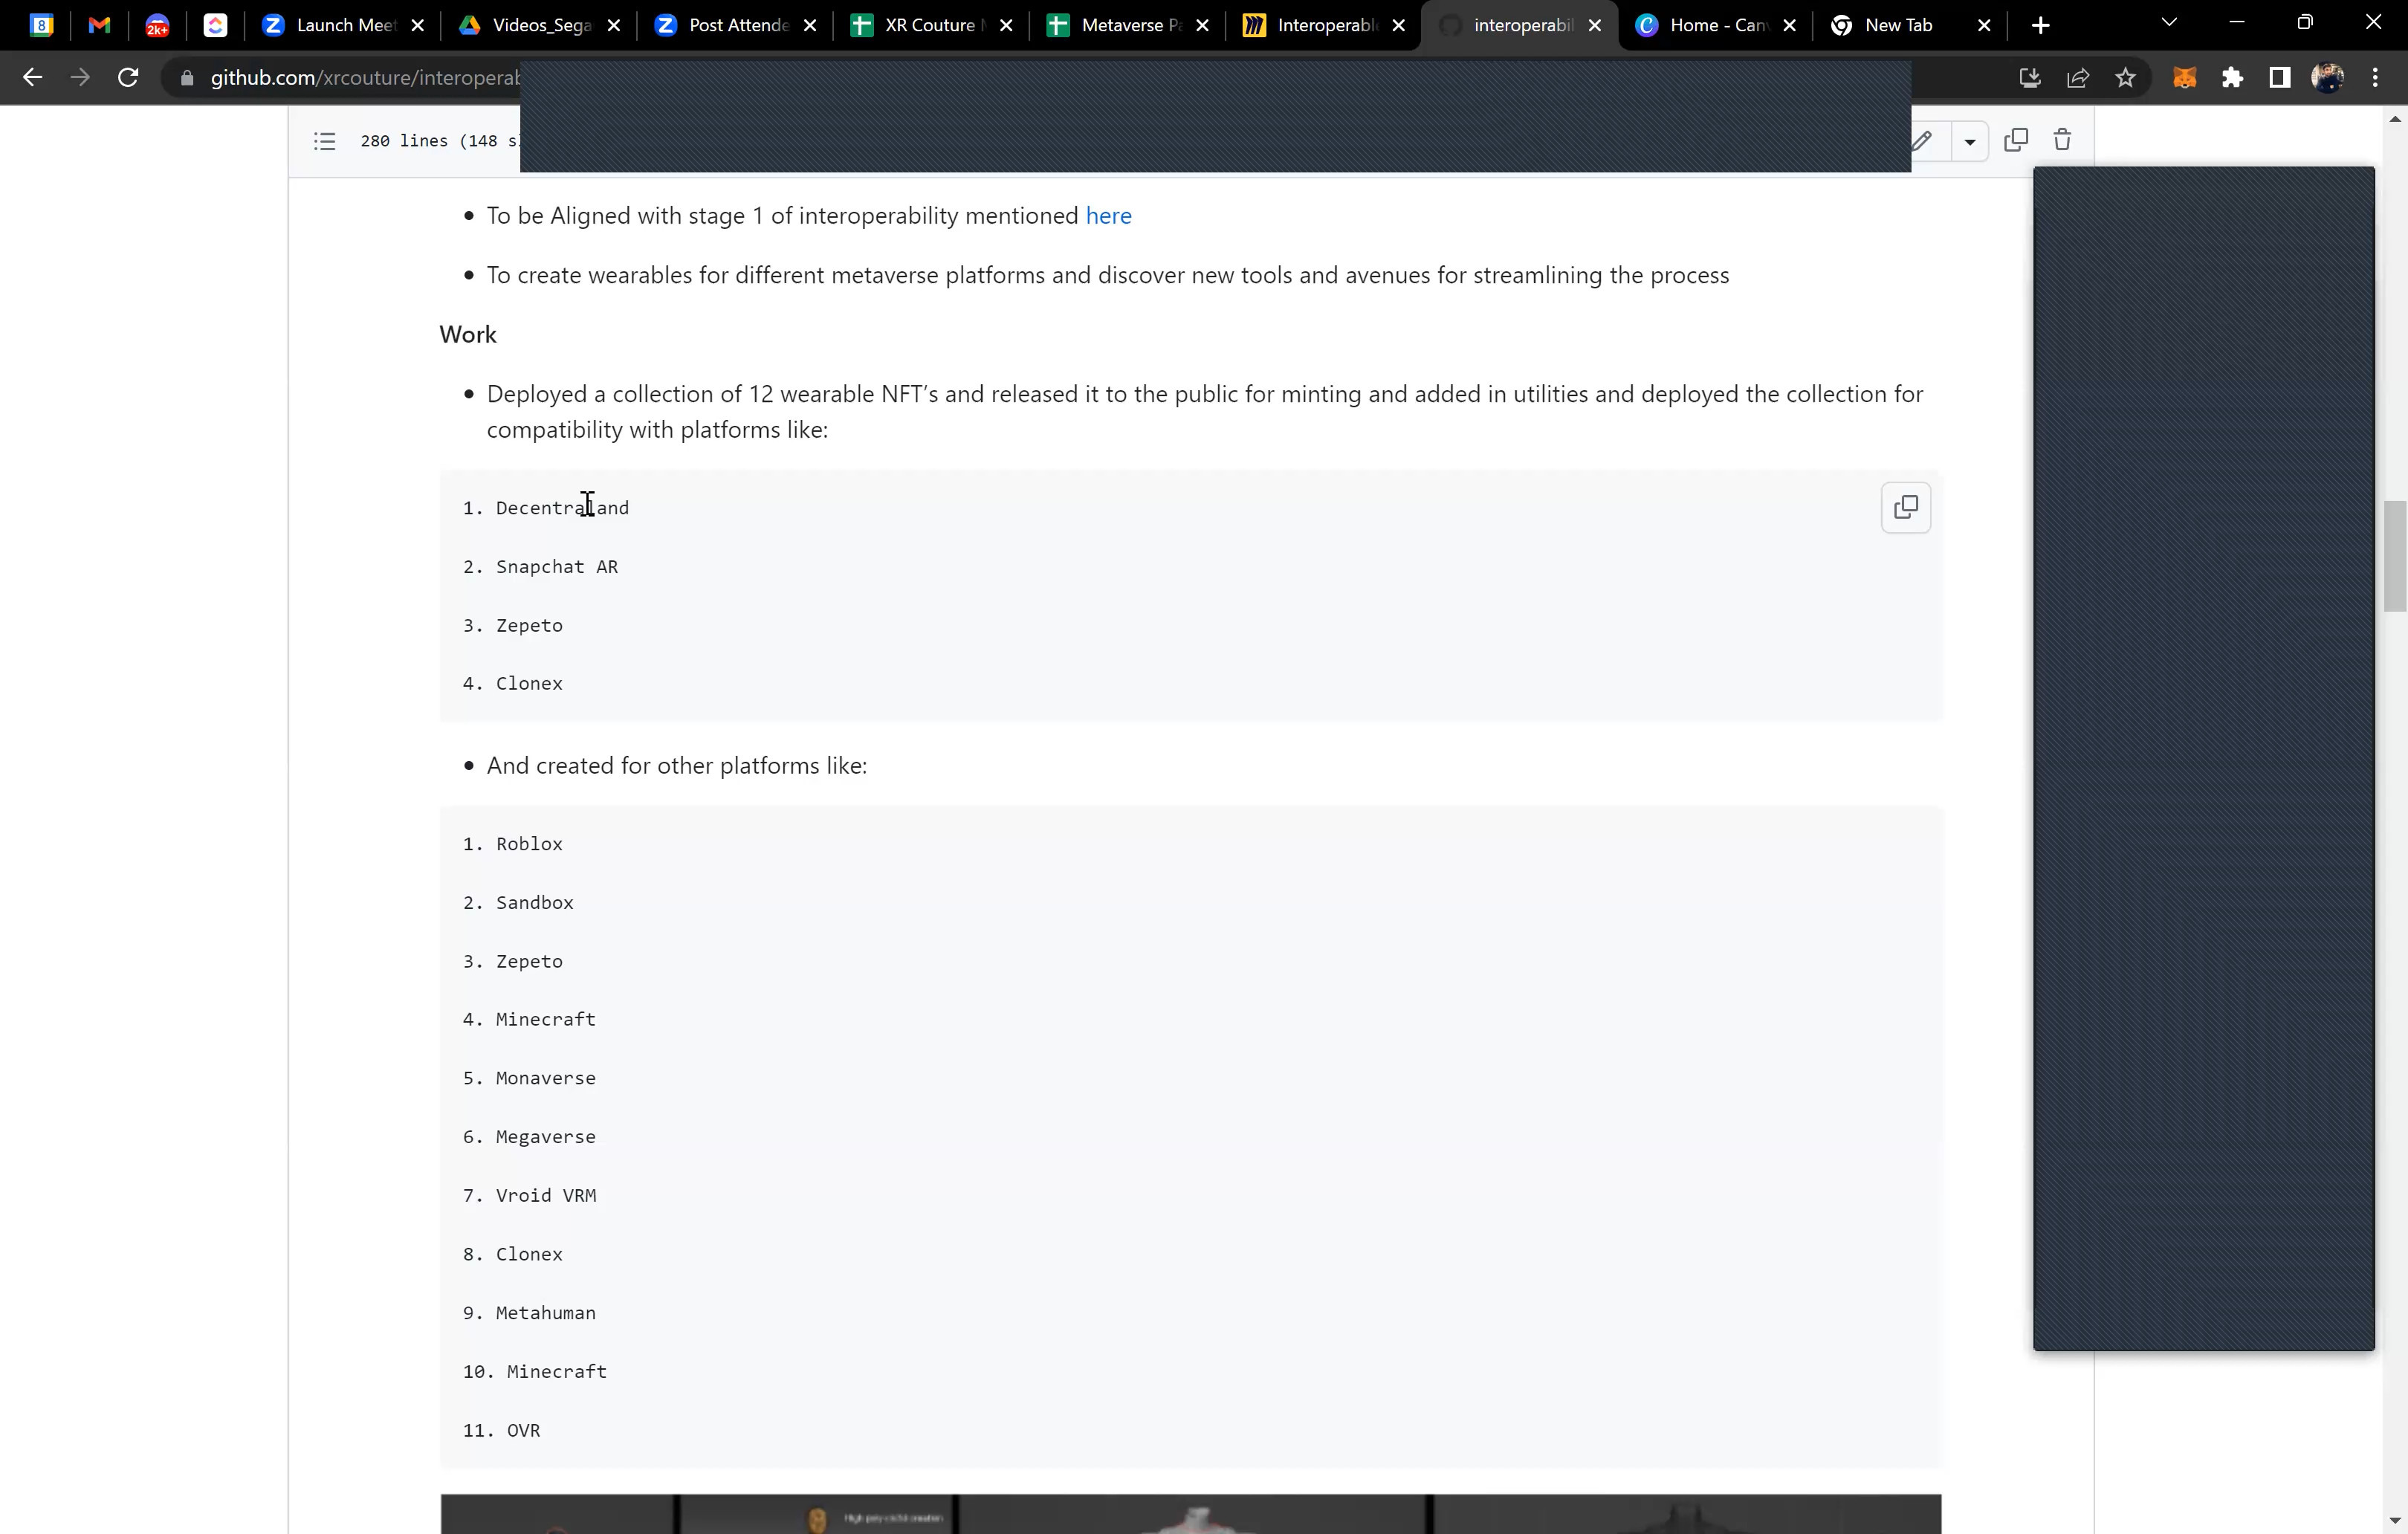 8
2k+
Launch Meet
Videos_Sega
Post Attende
XR Couture
Metaverse Pa
Interoperabl
interoperabil
Home - Can
New Tab
github.com/xrcouture/interoperab
280 lines (148
To be Aligned with stage 1 of interoperability mentioned here
To create wearables for different metaverse platforms and discover new tools and avenues for streamlining the process
Work
Deployed a collection of 12 wearable NFT's and released it to the public for minting and added in utilities and deployed the collection for
compatibility with platforms like:
1. Decentraland
2. Snapchat AR
3. Zepeto
4. Clonex
And created for other platforms like:
1. Roblox
2. Sandbox
3. Zepeto
4. Minecraft
5. Monaverse
6. Megaverse
7. Vroid VRM
8. Clonex
9. Metahuman
10. Minecraft
11. OVR